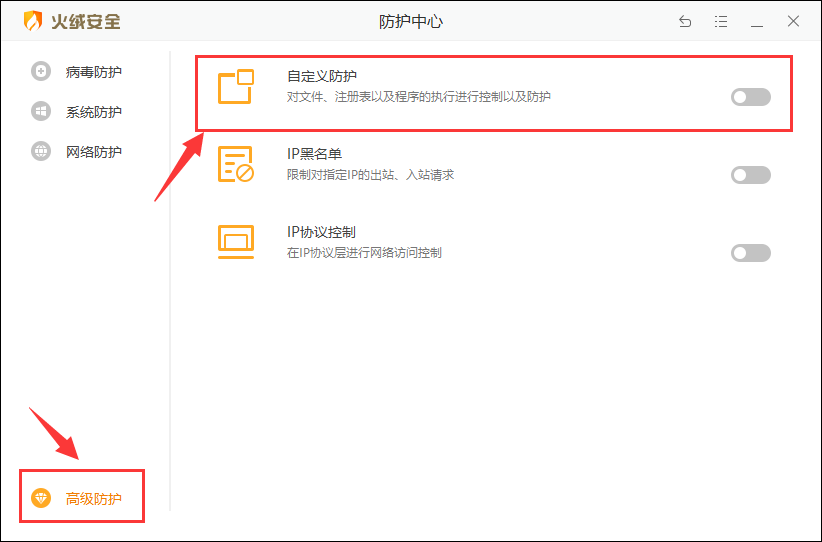 火绒安全
防护中心
病毒防护
系统防护
网络防护
高级防护
自定义防护
对文件、注册表以及程序的执行进行控制以及防护
IP黑名单
限制对指定IP的出站、入站请求
IP协议控制
在IP协议层进行网络访问控制